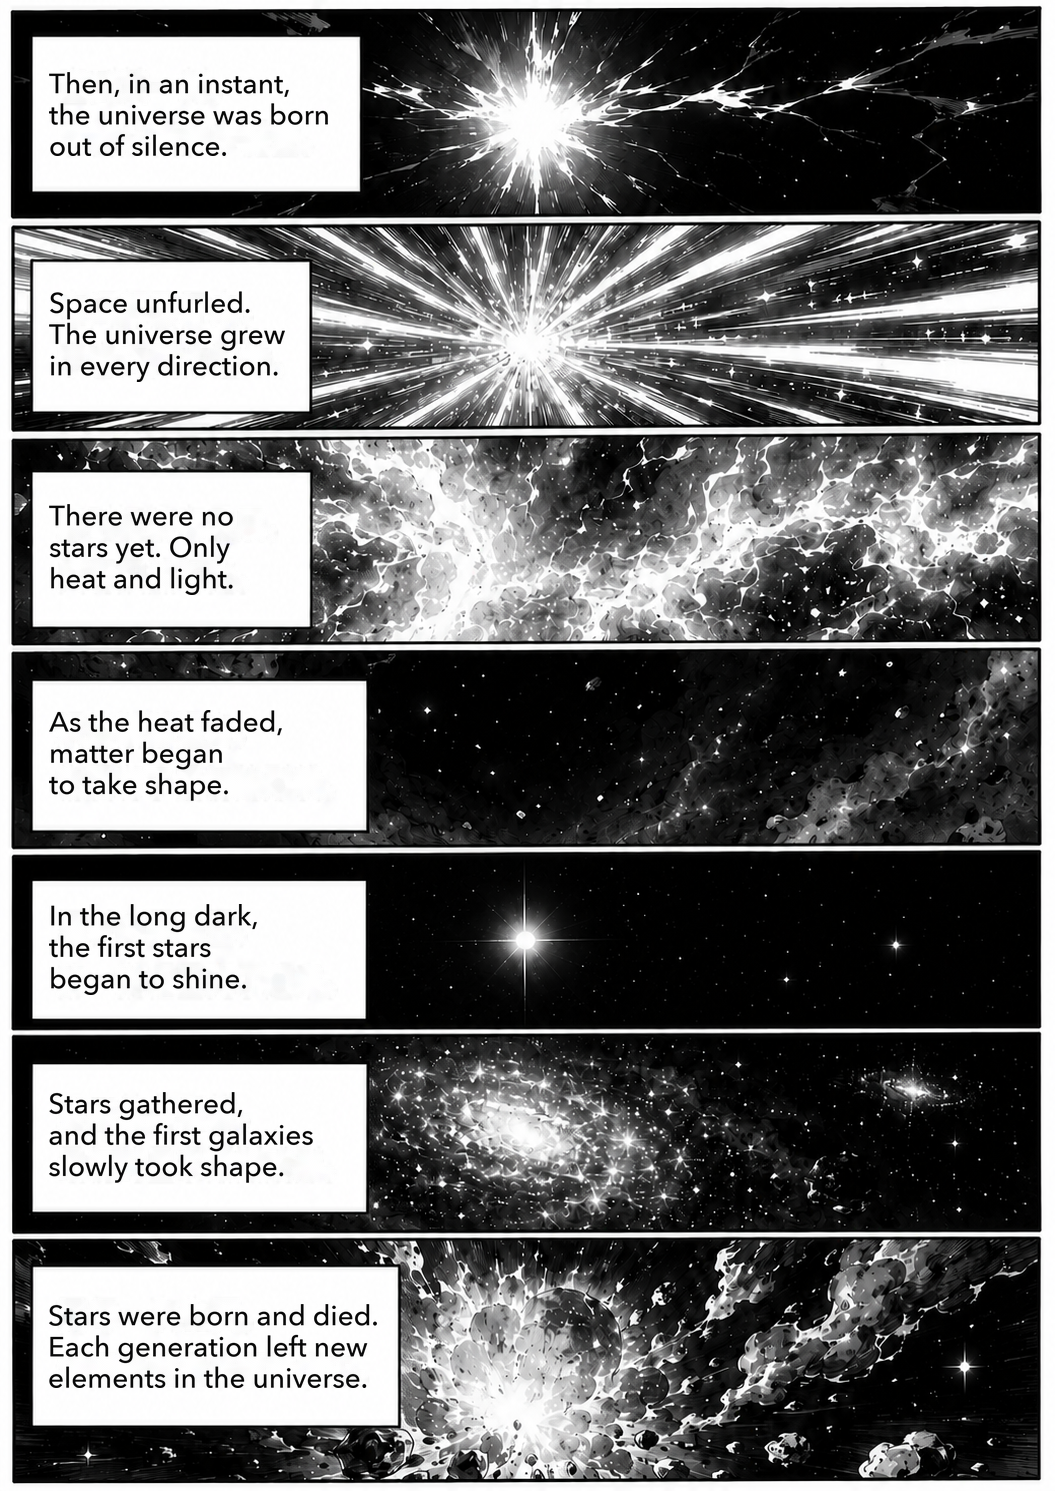 Then, in an instant,
the universe was born
out of silence.
Space unfurled.
The universe grew
in every direction.
There were no
stars yet. Only
heat and light.
As the heat faded,
matter began
to take shape.
In the long dark,
the first stars
began to shine.
Stars gathered,
and the first galaxies
slowly took shape.
Stars were born and died.
Each generation left new
elements in the universe.